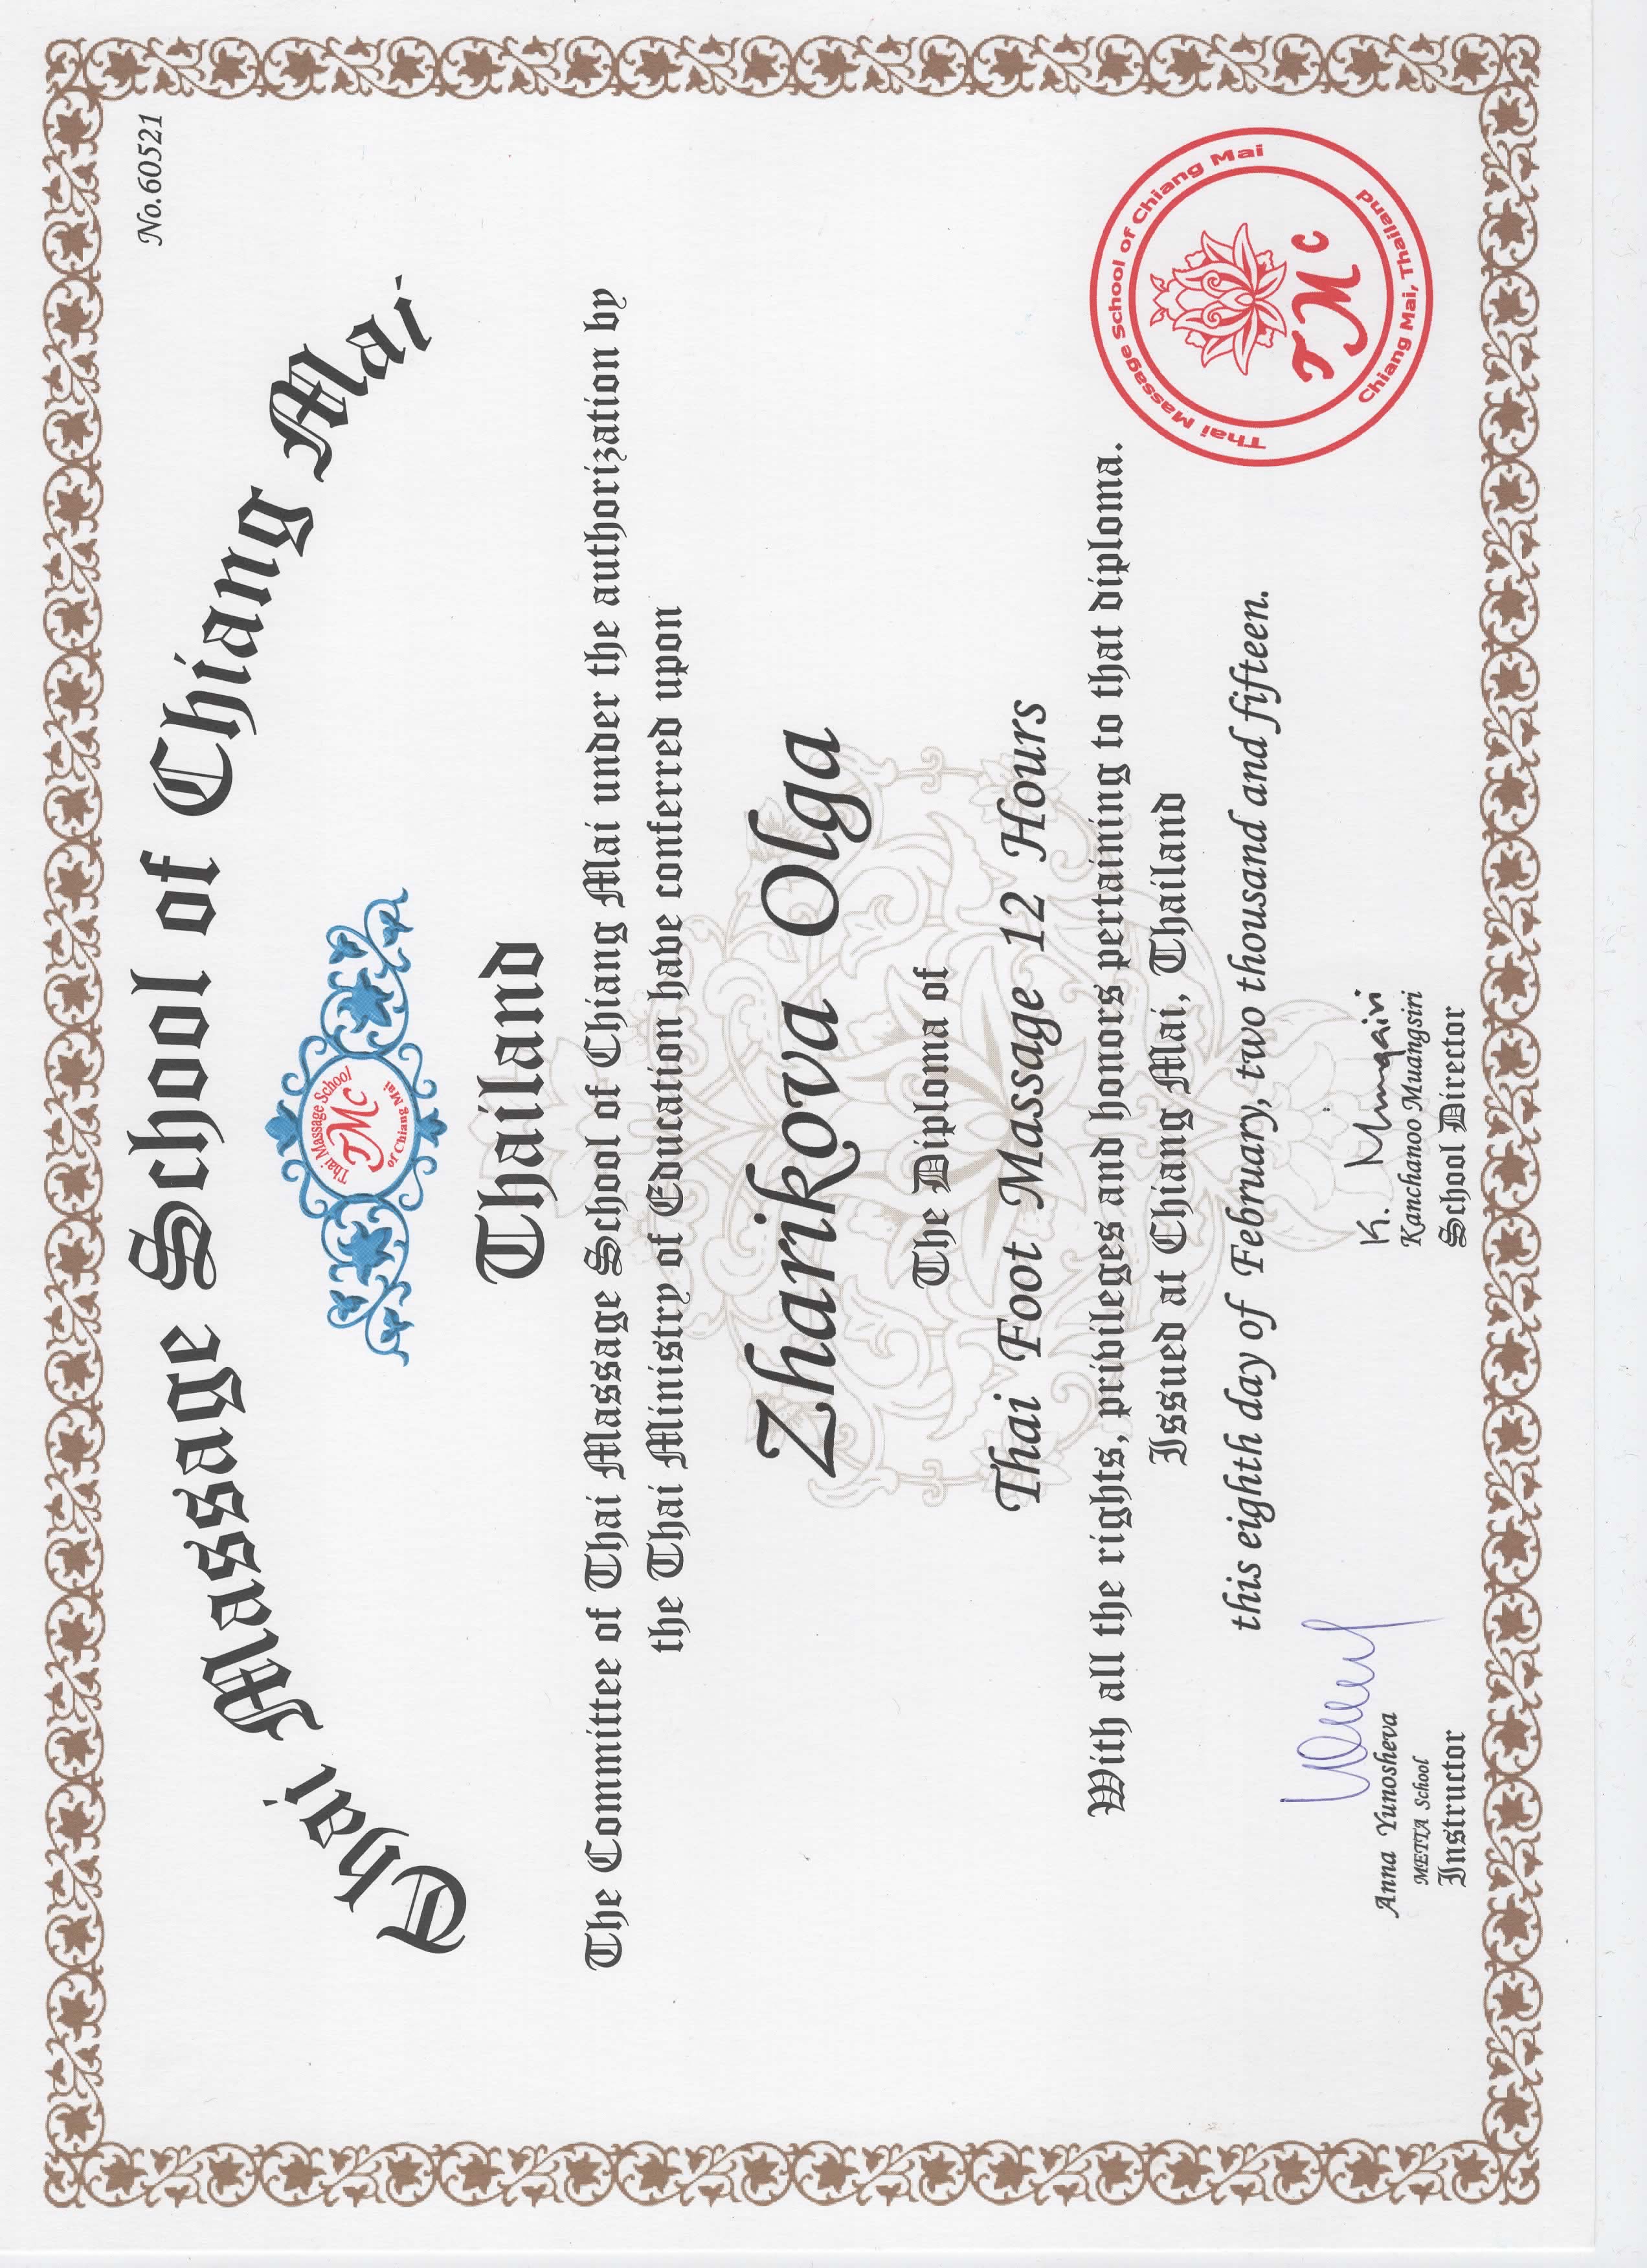 No.60521
Thai Massage School of Chiang Mai
Thai Massage School
TMC
of Chiang Mai
Thailand
The Committee of Thai Massage School of Chiang Mai under the authorization by
the Thai Ministry of Education have conferred upon
Zharikova Olga
The Diploma of
Thai Foot Massage 12 Hours
With all the rights, privileges and honors pertaining to that diploma.
Issued at Chiang Mai, Thailand
this eighth day of February, two thousand and fifteen.
Thai Massage School of Chiang Mai
TMC
Chiang Mai, Thailand
Anna Yunosheva
METTA School
Instructor
K. Muangsiri
Kanchanoo Muangsiri
School Director